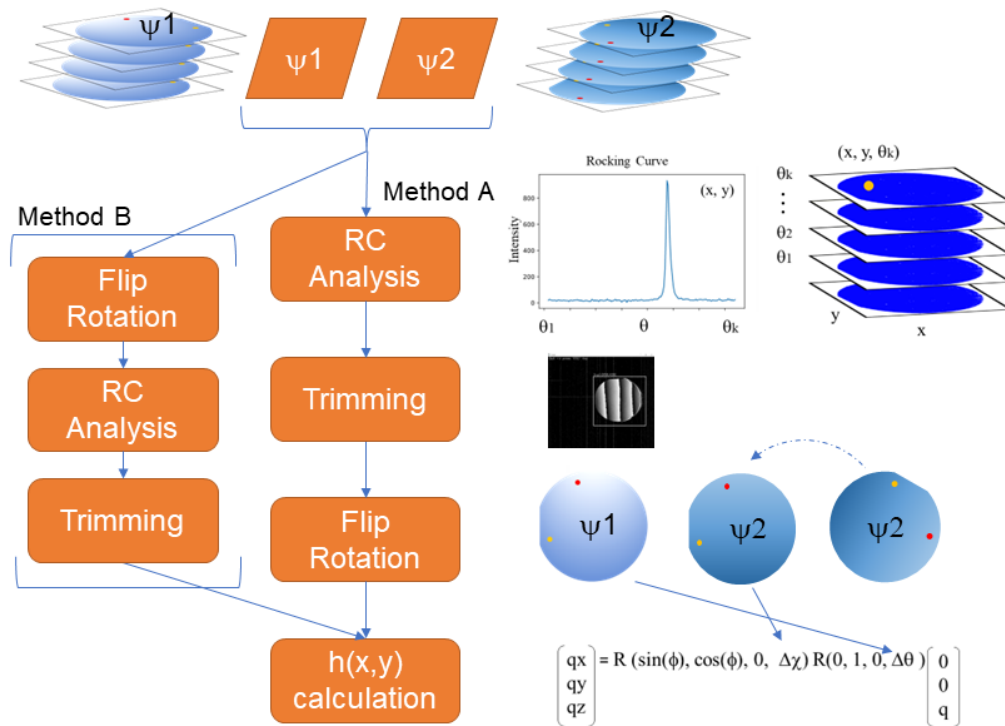 ψ1
ψ1
ψ2
ψ2
Method A
Method B
Flip
Rotation
RC
Analysis
Trimming
RC
Analysis
Trimming
Flip
Rotation
h(x,y)
calculation
Rocking Curve
(x, y)
Intensity
800
600
400
200
0
θ1
θ
θk
(x, y, θk)
θk
⋮
θ2
θ1
y
x
ψ1
ψ2
ψ2
qx
qy
qz
= R (sin(ϕ), cos(ϕ), 0, Δχ) R(0, 1, 0, Δθ )
0
0
q